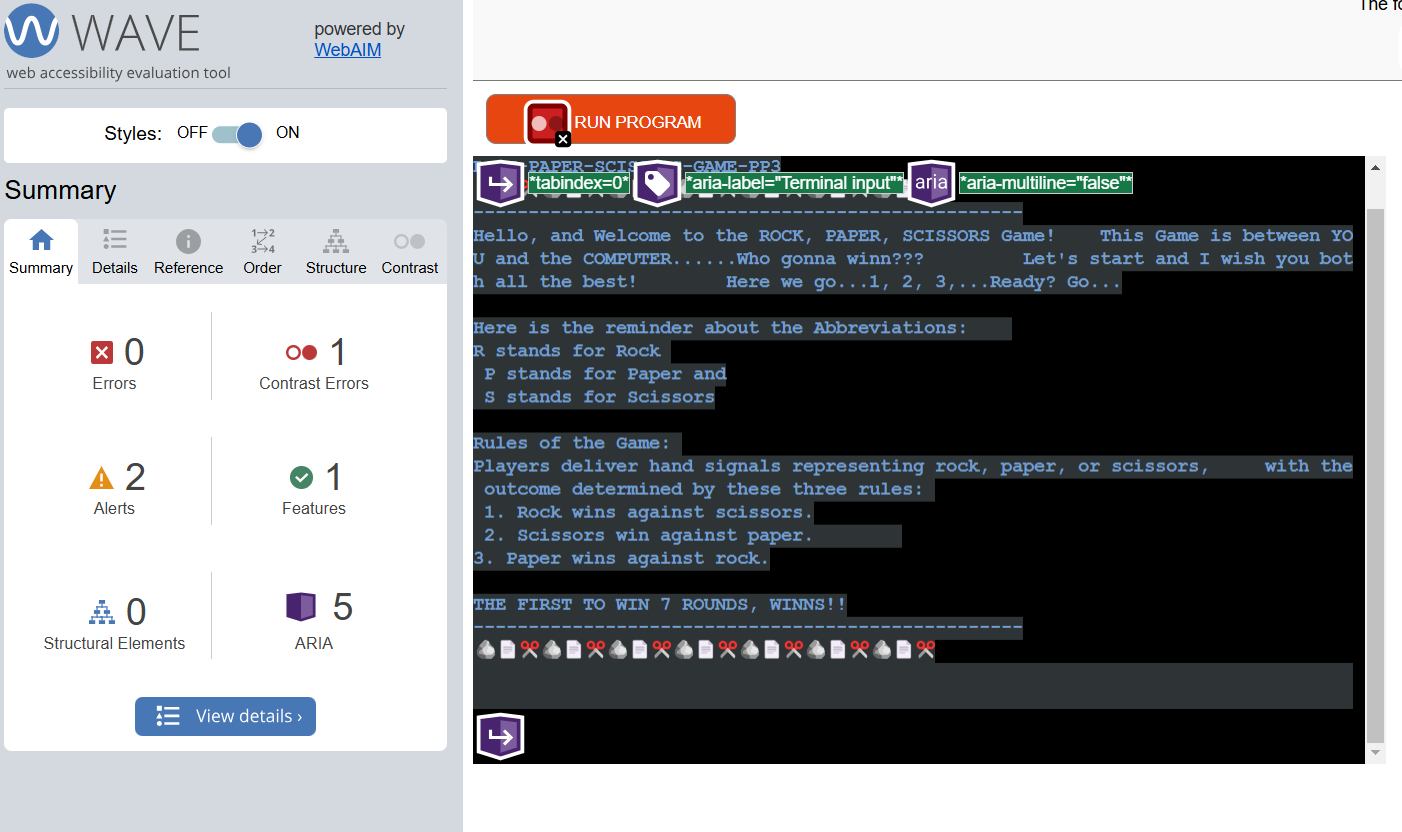 WAVE
powered by
WebAIM
web accessibility evaluation tool
Styles: OFF ON
Summary
Summary Details Reference Order Structure Contrast
0 Errors
1 Contrast Errors
2 Alerts
1 Features
0 Structural Elements
5 ARIA
View details ›
The fo
RUN PROGRAM
-PAPER-SCIS -GAME-PP3
*tabindex=0* *aria-label="Terminal input"* aria *aria-multiline="false"*
--------------------------------------------------
Hello, and Welcome to the ROCK, PAPER, SCISSORS Game! This Game is between YO
U and the COMPUTER......Who gonna winn??? Let's start and I wish you bot
h all the best! Here we go...1, 2, 3,...Ready? Go...
Here is the reminder about the Abbreviations:
R stands for Rock
P stands for Paper and
S stands for Scissors
Rules of the Game:
Players deliver hand signals representing rock, paper, or scissors, with the
outcome determined by these three rules:
1. Rock wins against scissors.
2. Scissors win against paper.
3. Paper wins against rock.
THE FIRST TO WIN 7 ROUNDS, WINNS!!
--------------------------------------------------